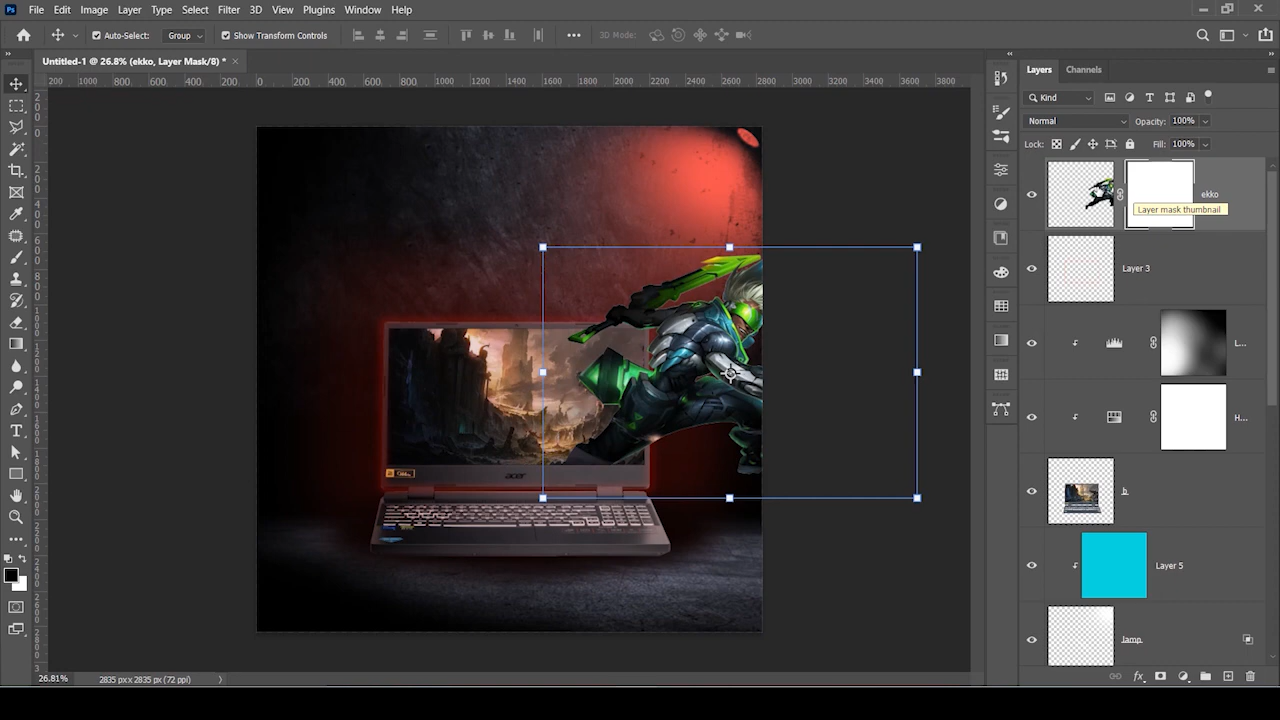 Ps File Edit Image Layer Type Select Filter 3D View Plugins Window Help
Auto-Select: Group Show Transform Controls 3D Mode:
Untitled-1 @ 26.8% (ekko, Layer Mask/8) *
200 1000 800 600 400 200 0 200 400 600 800 1000 1200 1400 1600 1800 2000 2200 2400 2600 2800 3000 3200 3400 3600 3800
Layers Channels
Kind
Normal Opacity: 100%
Lock: Fill: 100%
ekko
Layer mask thumbnail
Layer 3
L...
H...
acer
b
Layer 5
lamp
fx
26.81% 2835 px x 2835 px (72 ppi)